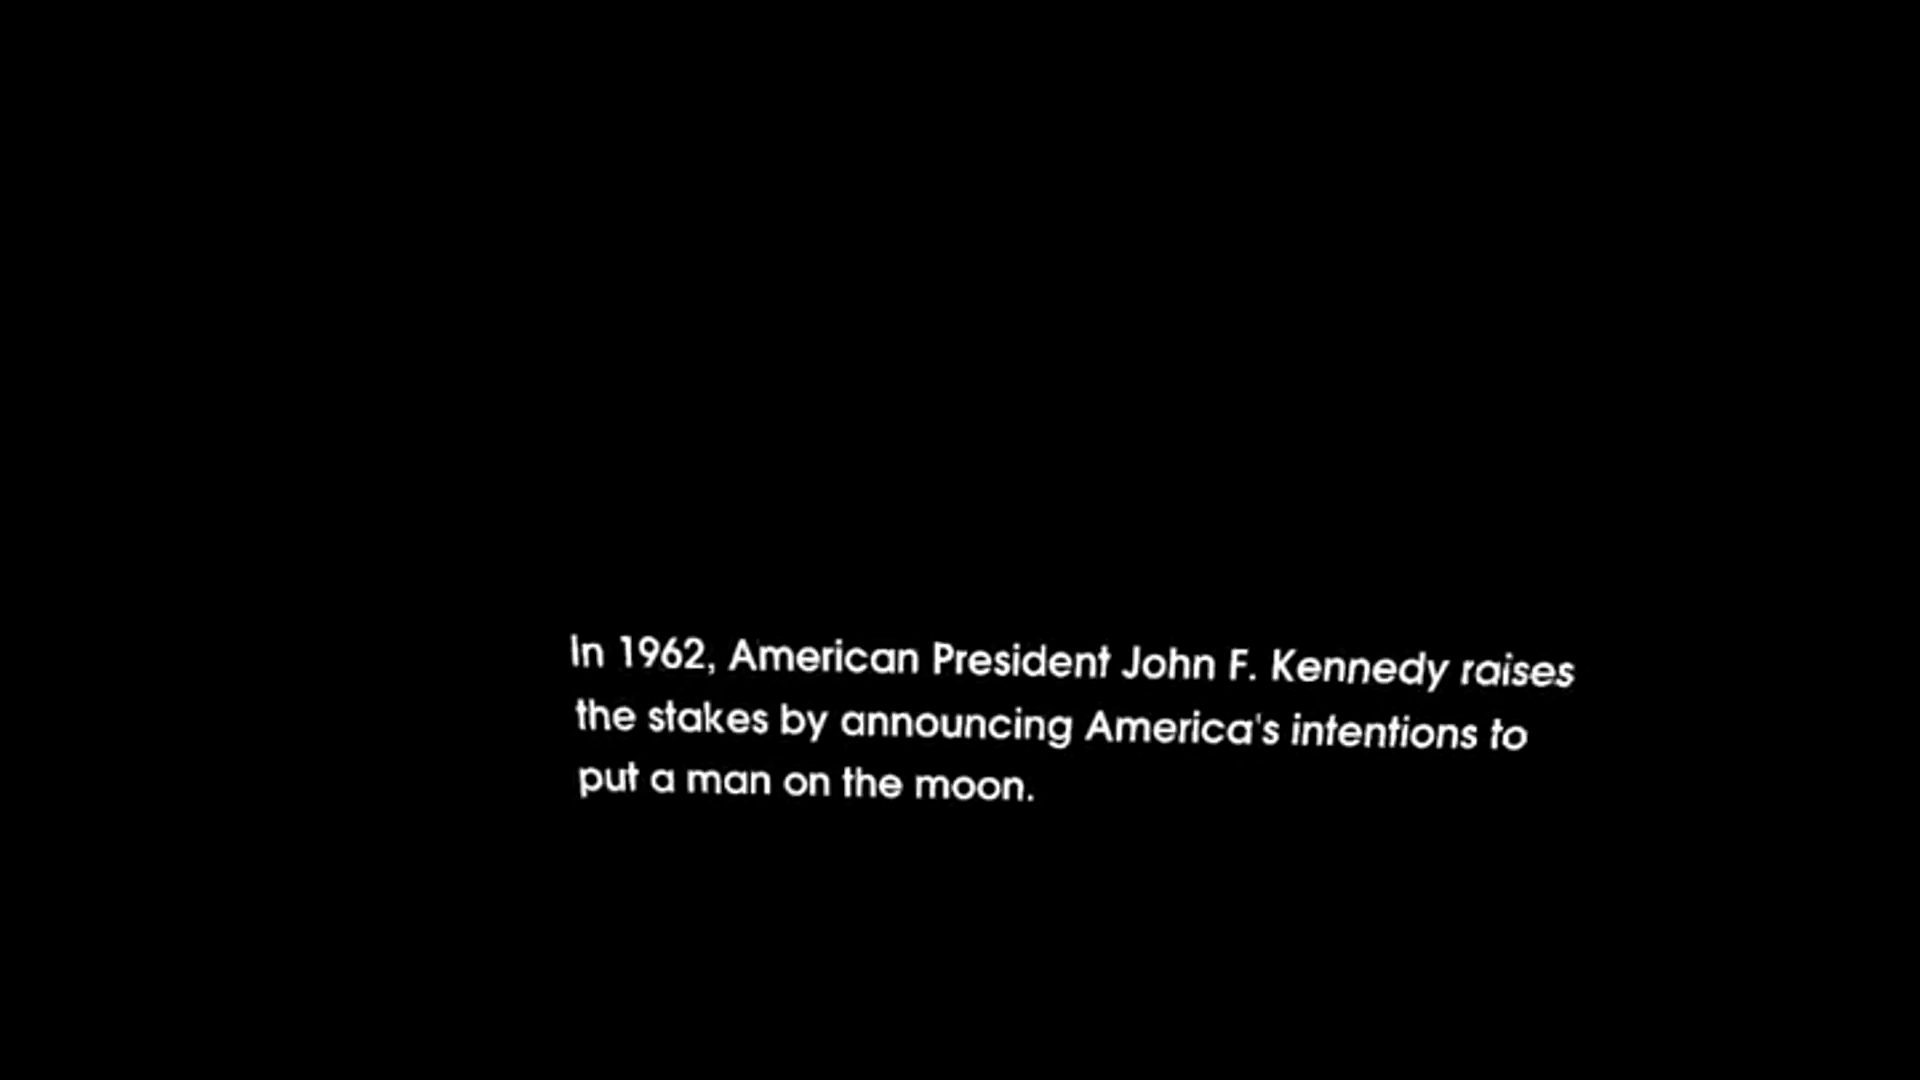 In 1962, American President John F. Kennedy raises
the stakes by announcing America's intentions to
put a man on the moon.